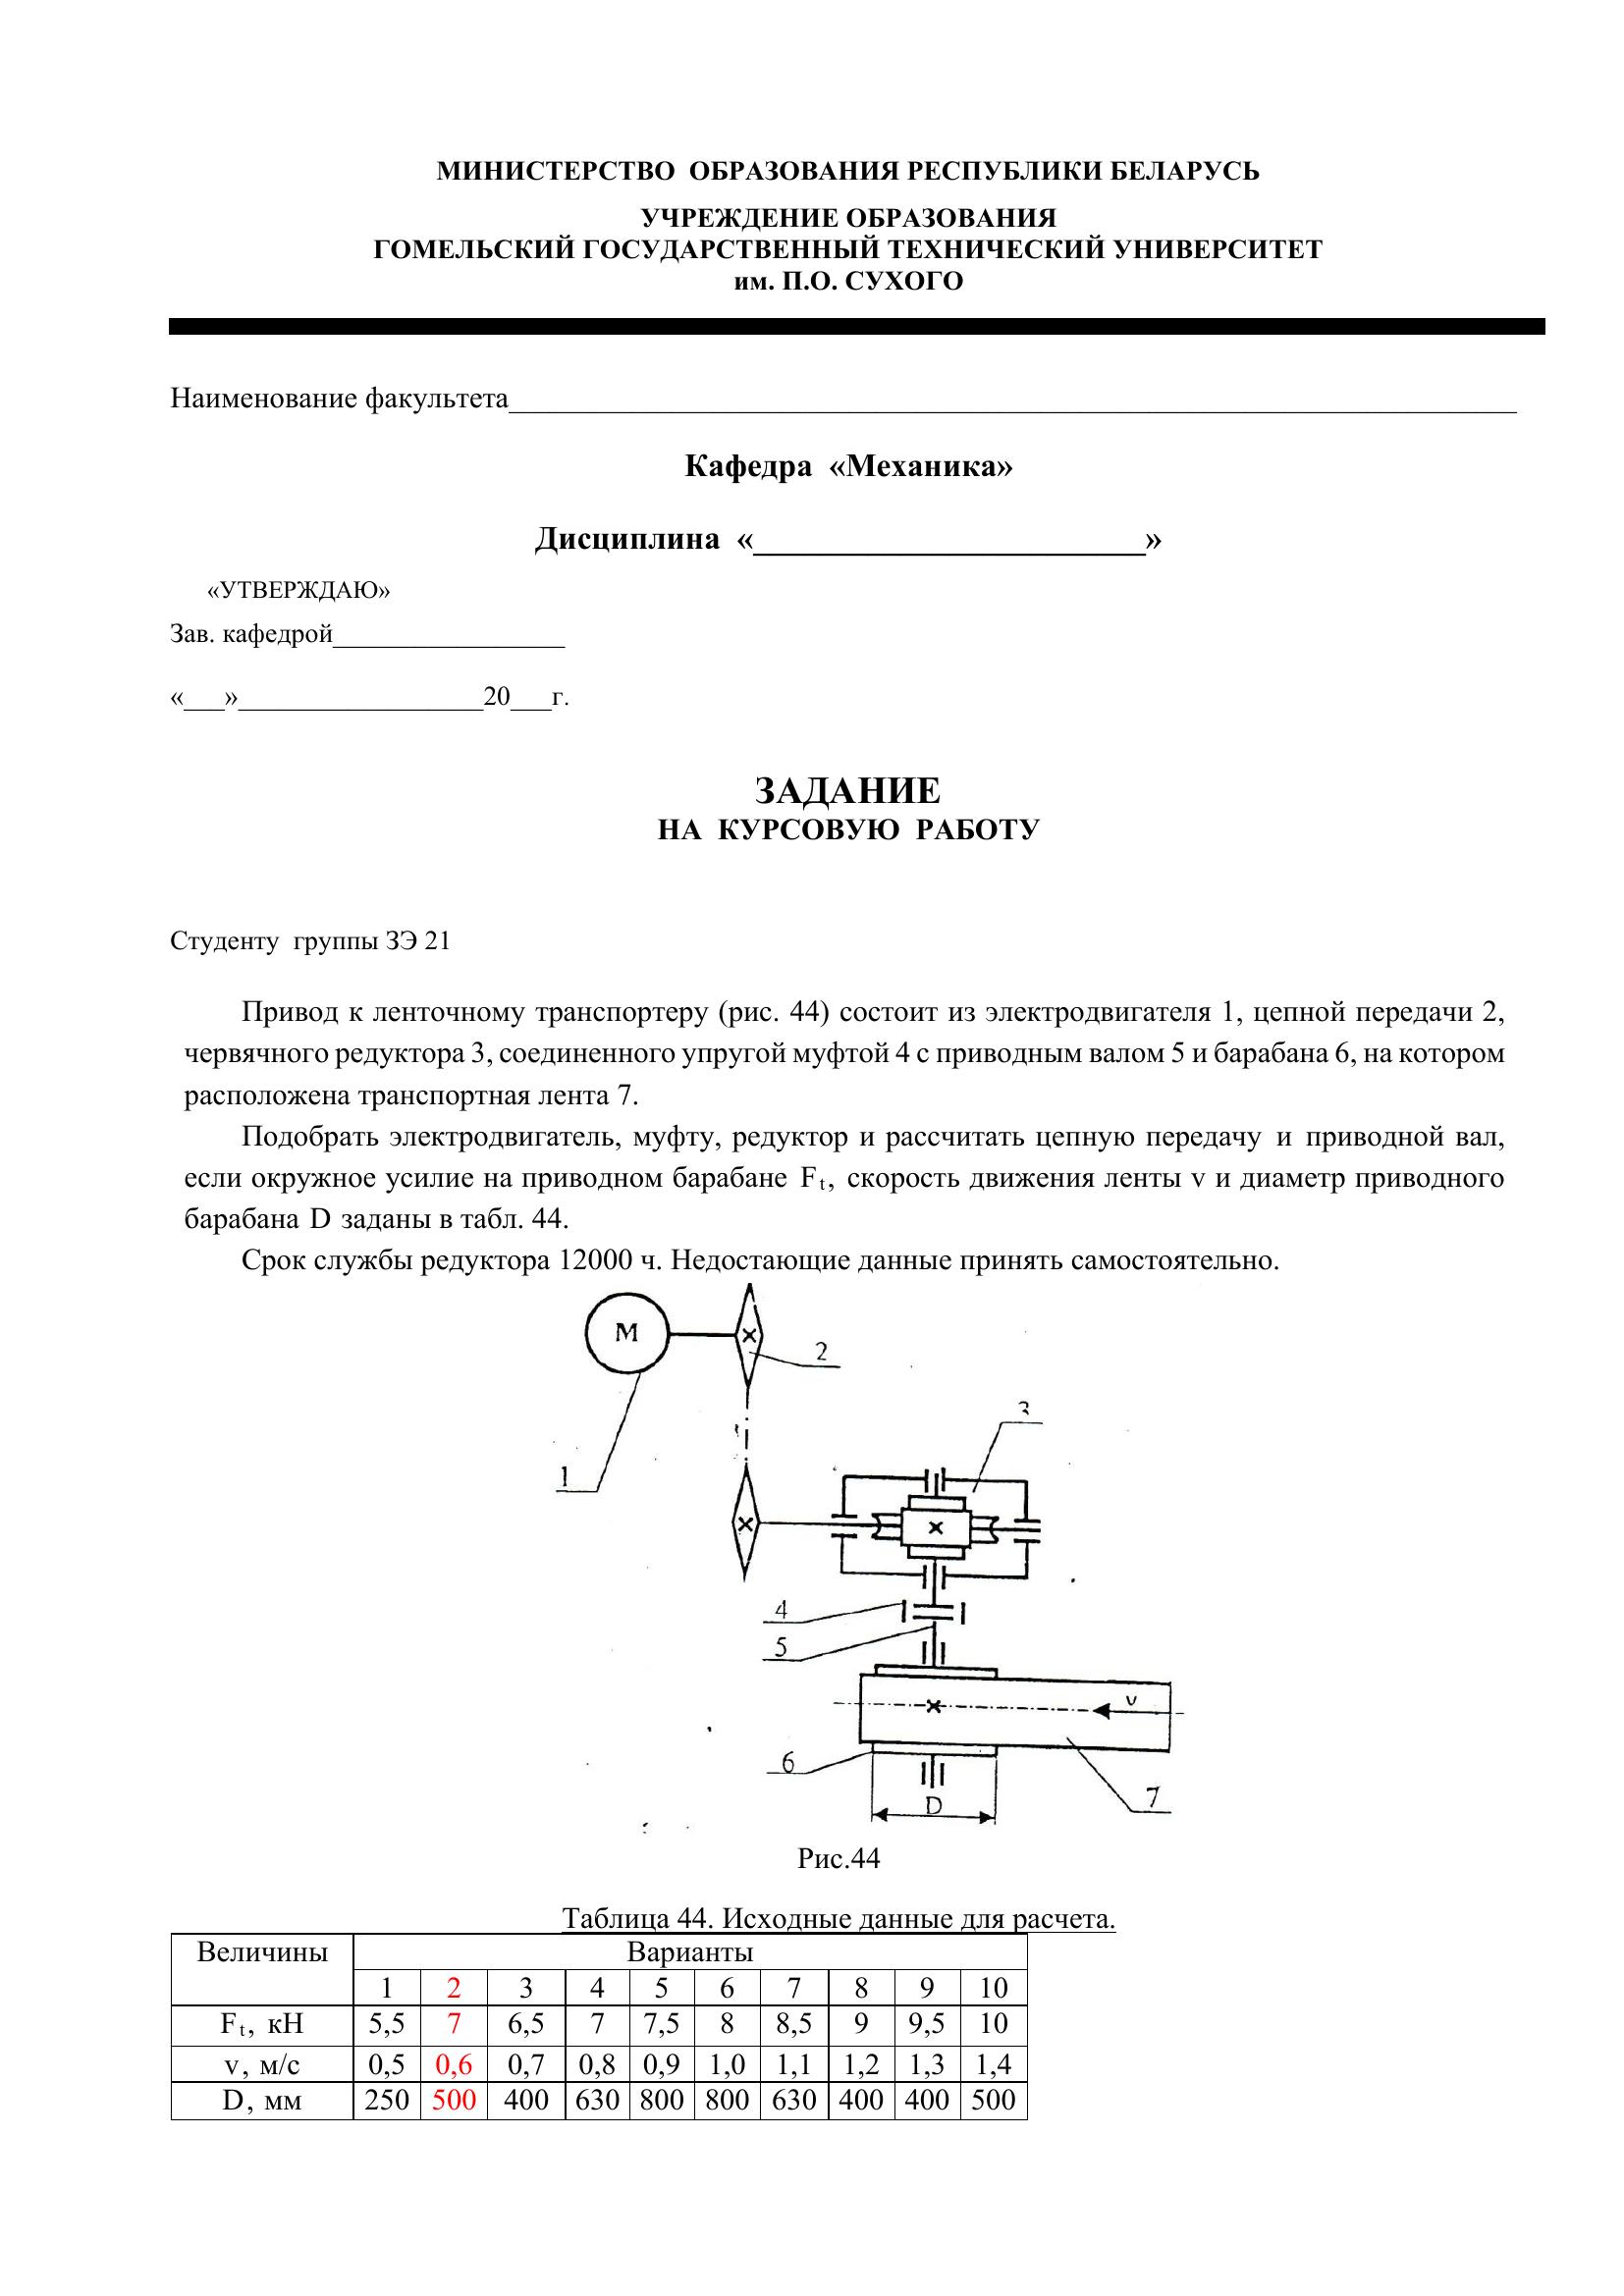 МИНИСТЕРСТВО ОБРАЗОВАНИЯ РЕСПУБЛИКИ БЕЛАРУСЬ
УЧРЕЖДЕНИЕ ОБРАЗОВАНИЯ
ГОМЕЛЬСКИЙ ГОСУДАРСТВЕННЫЙ ТЕХНИЧЕСКИЙ УНИВЕРСИТЕТ
им. П.О. СУХОГО
Наименование факультета____________________
Кафедра «Механика»
Дисциплина «____________________»
«УТВЕРЖДАЮ»
Зав. кафедрой_________________
«___»__________________20___г.
ЗАДАНИЕ
НА КУРСОВУЮ РАБОТУ
Студенту группы ЗЭ 21
Привод к ленточному транспортеру (рис. 44) состоит из электродвигателя 1, цепной передачи 2,
червячного редуктора 3, соединенного упругой муфтой 4 с приводным валом 5 и барабана 6, на котором
расположена транспортная лента 7.
Подобрать электродвигатель, муфту, редуктор и рассчитать цепную передачу и приводной вал,
если окружное усилие на приводном барабане Ft, скорость движения ленты v и диаметр приводного
барабана D заданы в табл. 44.
Срок службы редуктора 12000 ч. Недостающие данные принять самостоятельно.
М
2
3
1
4
5
v
6
7
D
Рис.44
Таблица 44. Исходные данные для расчета.
Величины Варианты
1 2 3 4 5 6 7 8 9 10
Ft, кН 5,5 7 6,5 7 7,5 8 8,5 9 9,5 10
v, м/с 0,5 0,6 0,7 0,8 0,9 1,0 1,1 1,2 1,3 1,4
D, мм 250 500 400 630 800 800 630 400 400 500